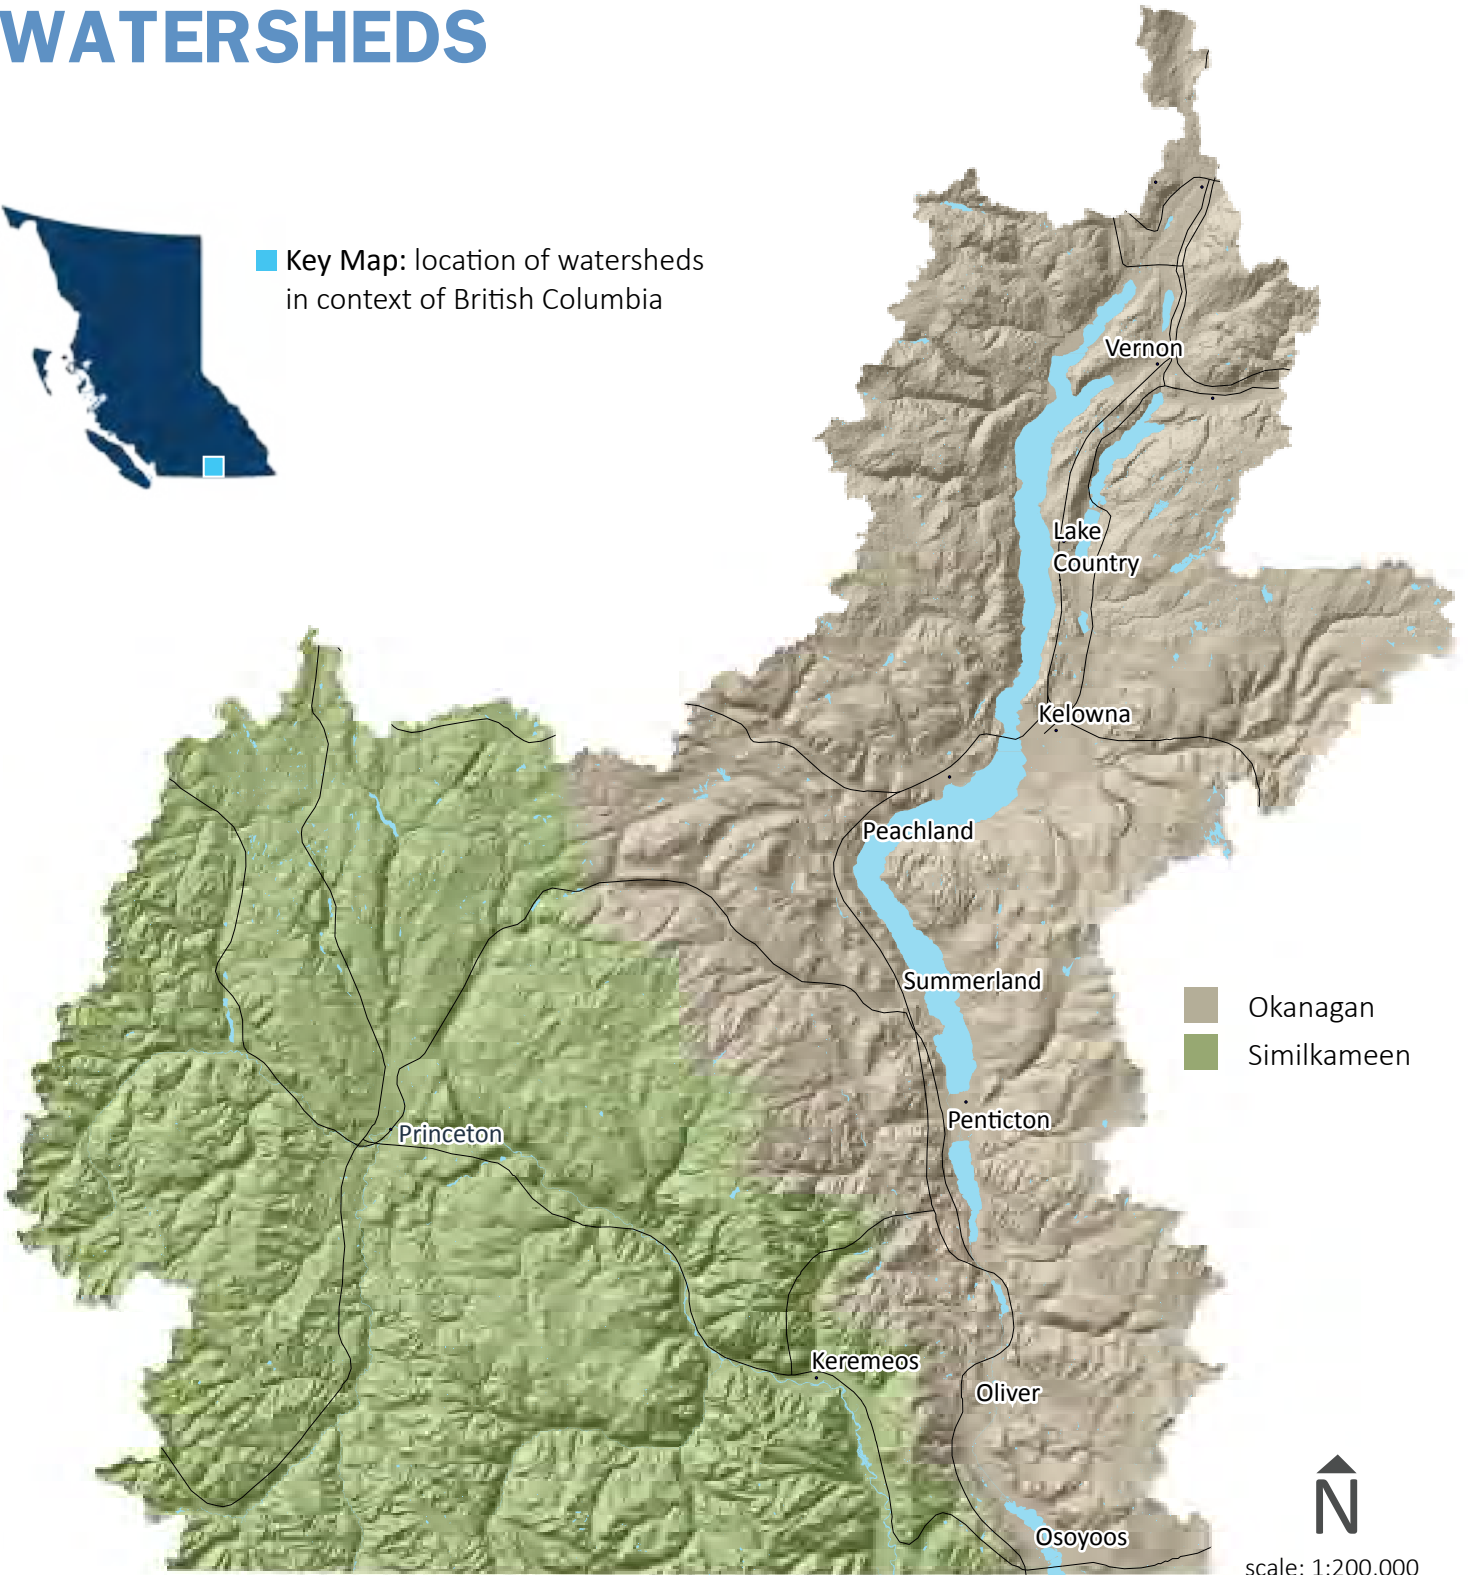 WATERSHEDS
Key Map: location of watersheds
in context of British Columbia
Vernon
Lake
Country
Kelowna
Peachland
Summerland
Okanagan
Similkameen
Penticton
Princeton
Keremeos
Oliver
N
Osoyoos
scale: 1:200,000